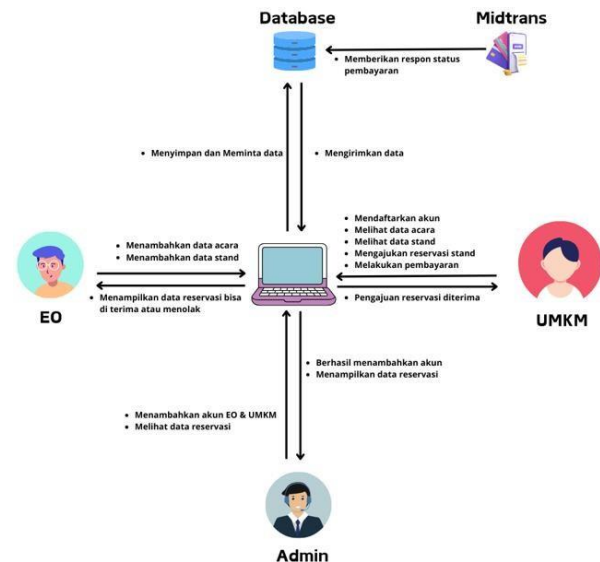 Database
Midtrans
• Memberikan respon status
pembayaran
• Menyimpan dan Meminta data
• Mengirimkan data
• Mendaftarkan akun
• Melihat data acara
• Melihat data stand
• Mengajukan reservasi stand
• Melakukan pembayaran
• Menambahkan data acara
• Menambahkan data stand
• Menampilkan data reservasi bisa
di terima atau menolak
• Pengajuan reservasi diterima
EO
UMKM
• Berhasil menambahkan akun
• Menampilkan data reservasi
• Menambahkan akun EO & UMKM
• Melihat data reservasi
Admin